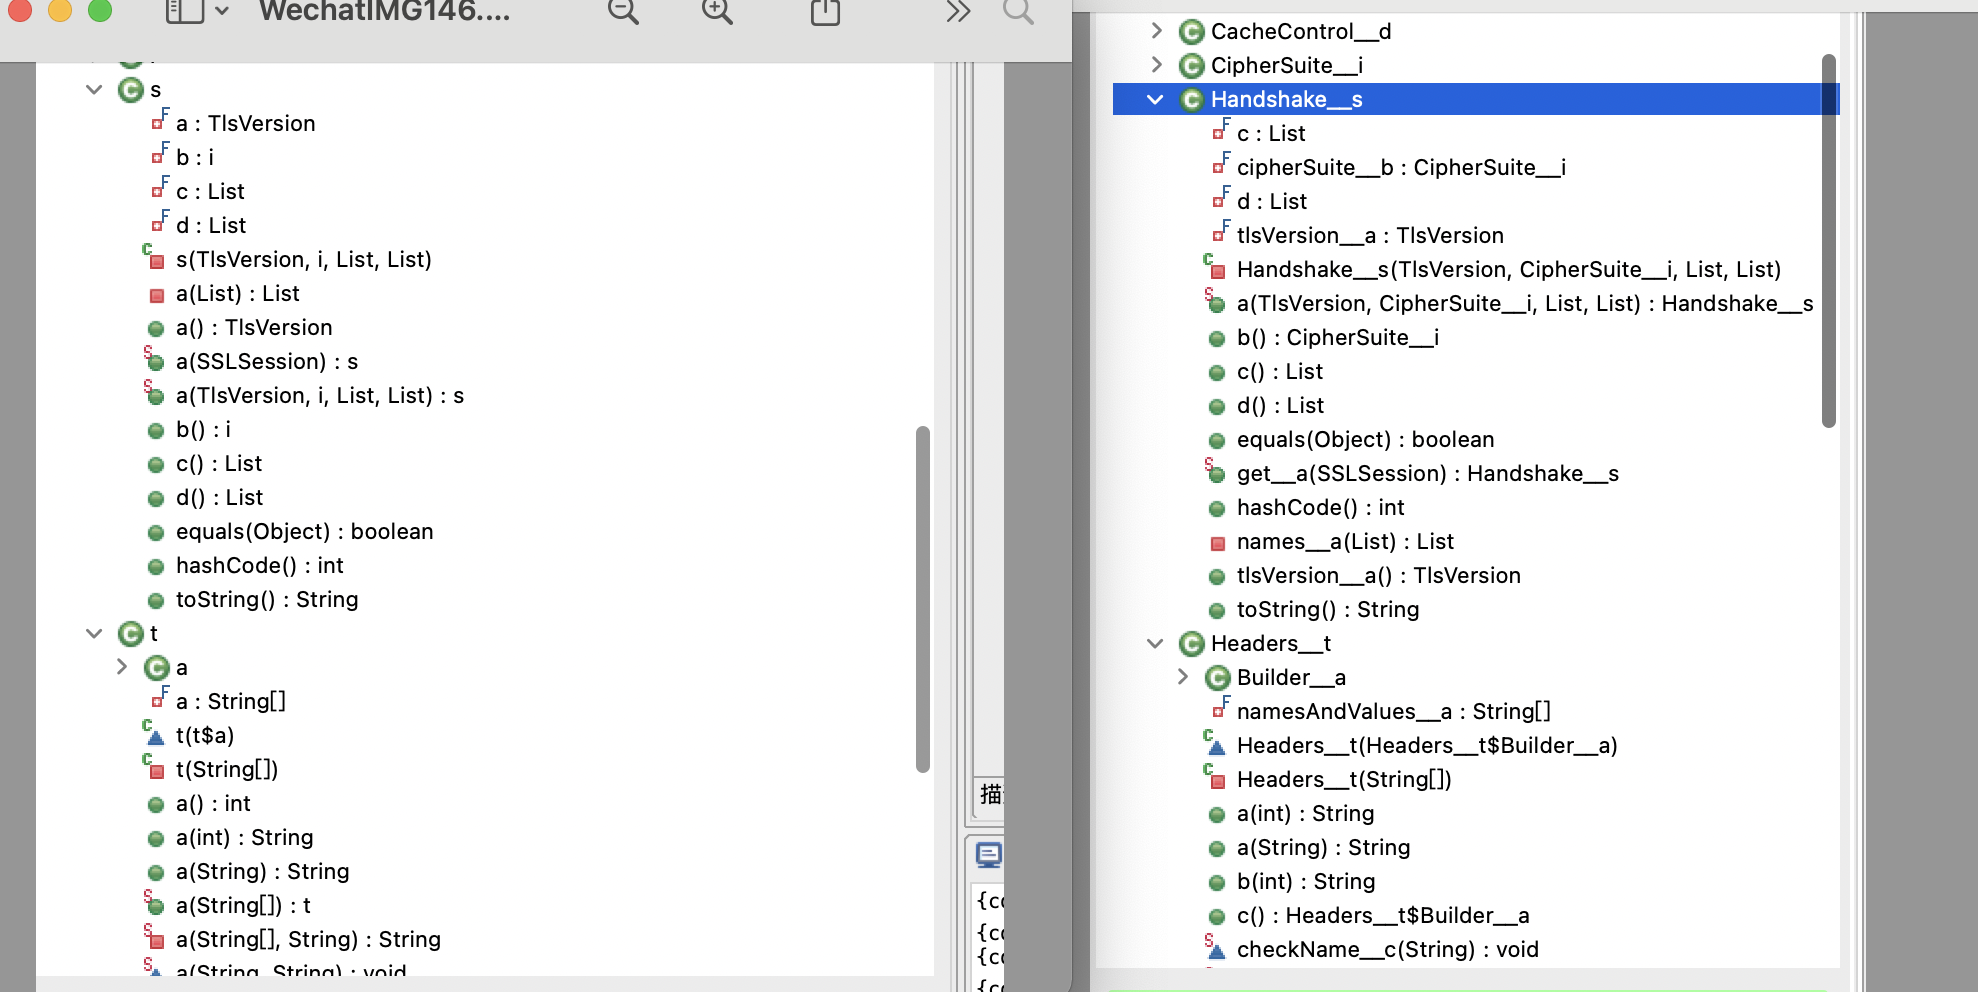 WechatIMG146....
s
a : TlsVersion
b : i
c : List
d : List
s(TlsVersion, i, List, List)
a(List) : List
a() : TlsVersion
a(SSLSession) : s
a(TlsVersion, i, List, List) : s
b() : i
c() : List
d() : List
equals(Object) : boolean
hashCode() : int
toString() : String
t
a
a : String[]
t(t$a)
t(String[])
a() : int
a(int) : String
a(String) : String
a(String[]) : t
a(String[], String) : String
a(String, String) : void
描
{c
{c
{c
{c
CacheControl__d
CipherSuite__i
Handshake__s
c : List
cipherSuite__b : CipherSuite__i
d : List
tlsVersion__a : TlsVersion
Handshake__s(TlsVersion, CipherSuite__i, List, List)
a(TlsVersion, CipherSuite__i, List, List) : Handshake__s
b() : CipherSuite__i
c() : List
d() : List
equals(Object) : boolean
get__a(SSLSession) : Handshake__s
hashCode() : int
names__a(List) : List
tlsVersion__a() : TlsVersion
toString() : String
Headers__t
Builder__a
namesAndValues__a : String[]
Headers__t(Headers__t$Builder__a)
Headers__t(String[])
a(int) : String
a(String) : String
b(int) : String
c() : Headers__t$Builder__a
checkName__c(String) : void